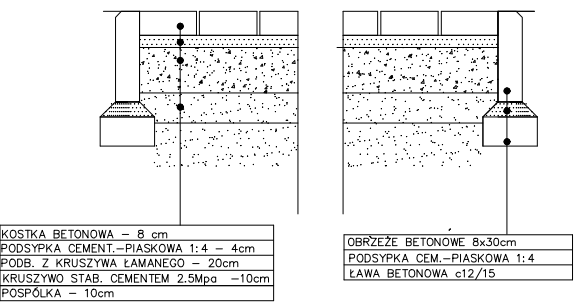 KOSTKA BETONOWA – 8 cm
PODSYPKA CEMENT.–PIASKOWA 1:4 – 4cm
PODB. Z KRUSZYWA ŁAMANEGO – 20cm
KRUSZYWO STAB. CEMENTEM 2.5Mpa –10cm
POSPÓLKA – 10cm
OBRZEŻE BETONOWE 8x30cm
PODSYPKA CEM.–PIASKOWA 1:4
ŁAWA BETONOWA c12/15